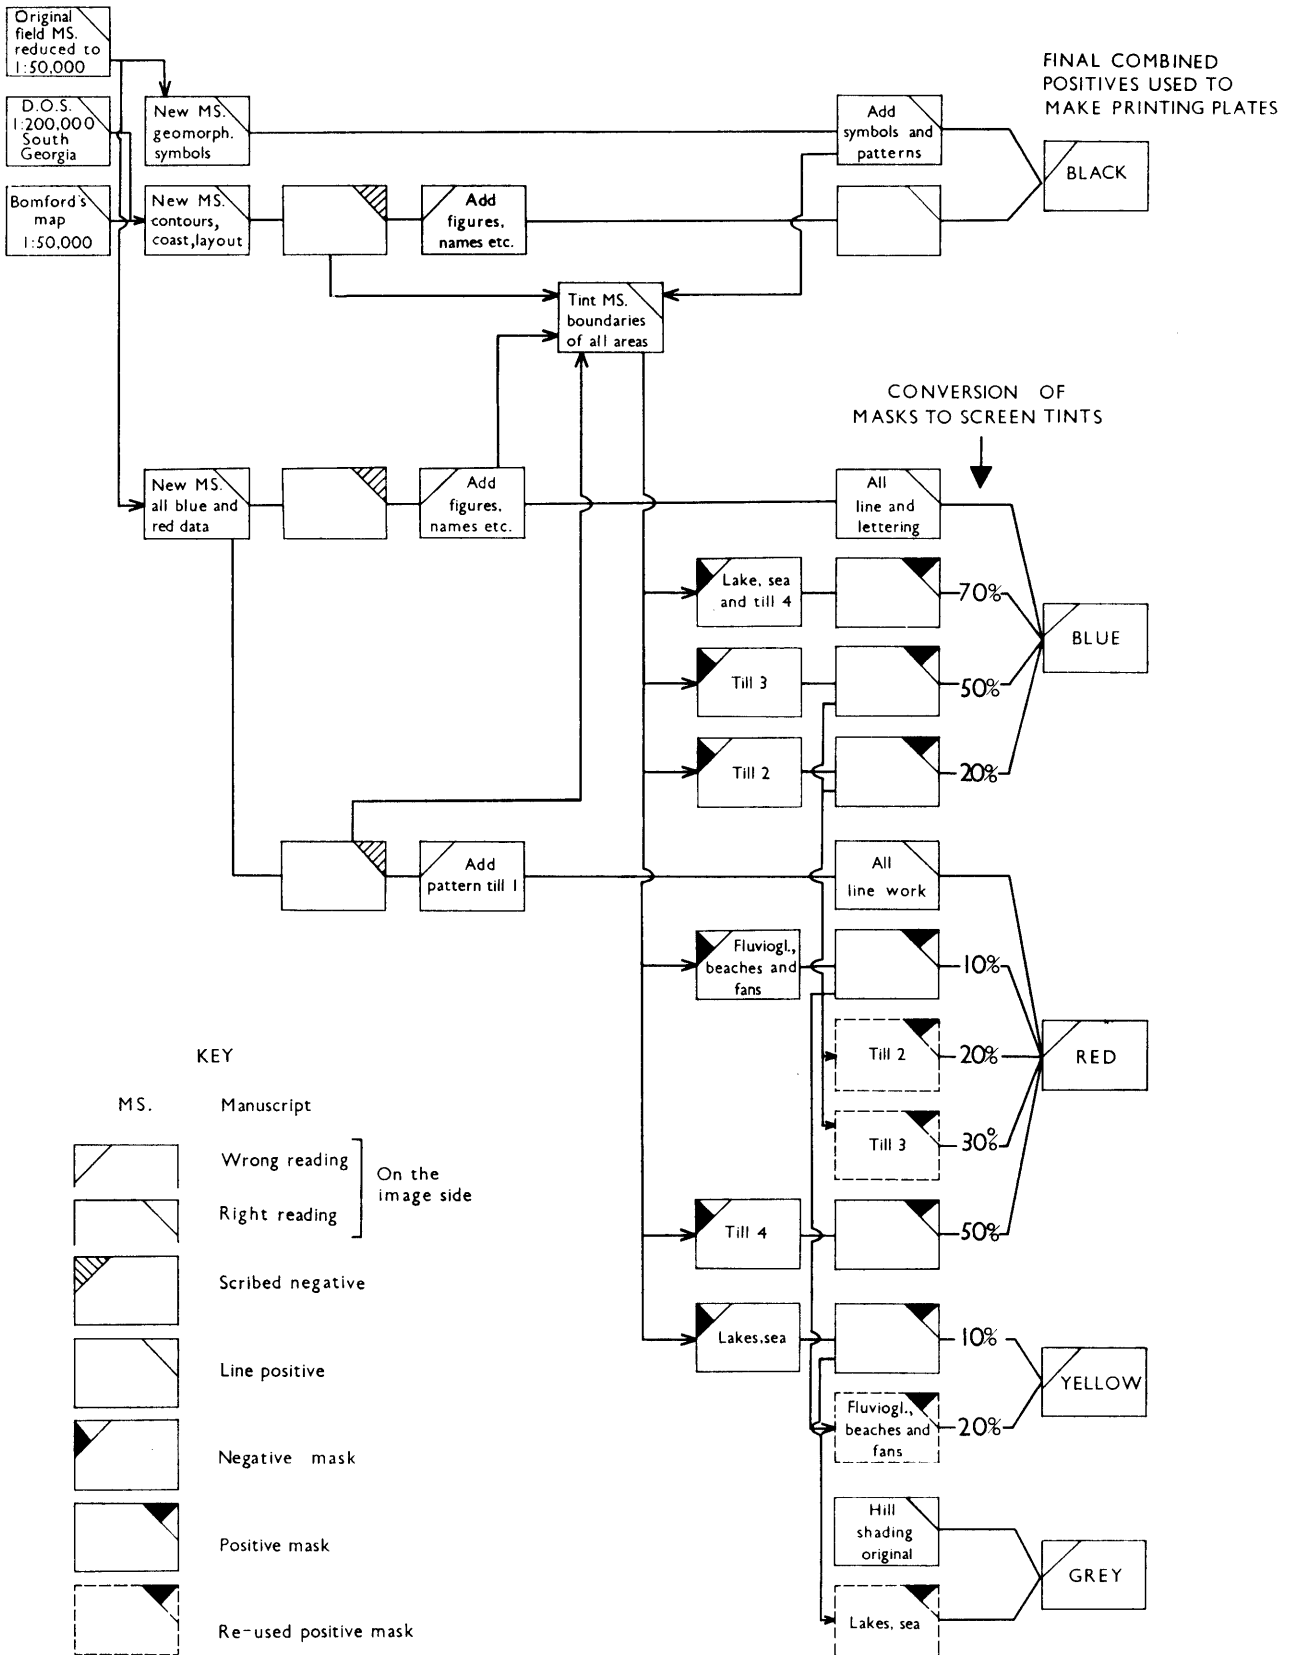 Original
field MS.
reduced to
1:50,000
D.O.S.
1:200,000
South
Georgia
Bomford's
map
1:50,000
New MS.
geomorph.
symbols
New MS.
contours,
coast,layout
Add
figures,
names etc.
Add
symbols and
patterns
FINAL COMBINED
POSITIVES USED TO
MAKE PRINTING PLATES
BLACK
Tint MS.
boundaries
of all areas
CONVERSION OF
MASKS TO SCREEN TINTS
New MS.
all blue and
red data
Add
figures,
names etc.
All
line and
lettering
Lake, sea
and till 4
70%
BLUE
Till 3
50%
Till 2
20%
Add
pattern till 1
All
line work
Fluviogl.,
beaches and
fans
10%
Till 2
20%
RED
Till 3
30%
Till 4
50%
Lakes,sea
10%
YELLOW
Fluviogl.,
beaches and
fans
20%
Hill
shading
original
GREY
Lakes, sea
KEY
MS. Manuscript
Wrong reading
Right reading
On the
image side
Scribed negative
Line positive
Negative mask
Positive mask
Re-used positive mask